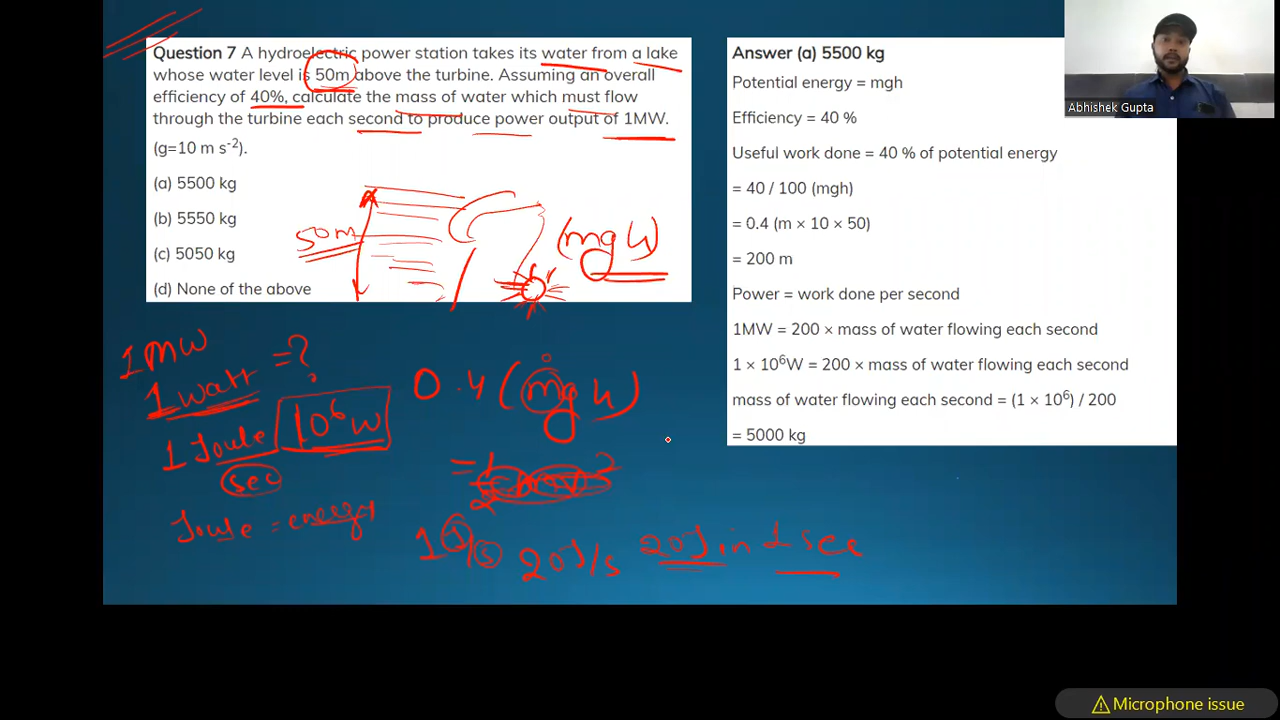 Question 7 A hydroelectric power station takes its water from a lake
whose water level is 50m above the turbine. Assuming an overall
efficiency of 40%, calculate the mass of water which must flow
through the turbine each second to produce power output of 1MW.
(g=10 m s-2).
(a) 5500 kg
(b) 5550 kg
(c) 5050 kg
(d) None of the above
50m
(mgh)
1MW
1 watt =?
1 Joule
sec
10⁶W
Joule = energy
0.4 (ṁgh)
1 J/s 20J/s 20J in 1 sec
Answer (a) 5500 kg
Potential energy = mgh
Efficiency = 40 %
Useful work done = 40 % of potential energy
= 40 / 100 (mgh)
= 0.4 (m × 10 × 50)
= 200 m
Power = work done per second
1MW = 200 × mass of water flowing each second
1 × 10⁶W = 200 × mass of water flowing each second
mass of water flowing each second = (1 × 10⁶) / 200
= 5000 kg
Abhishek Gupta
Microphone issue